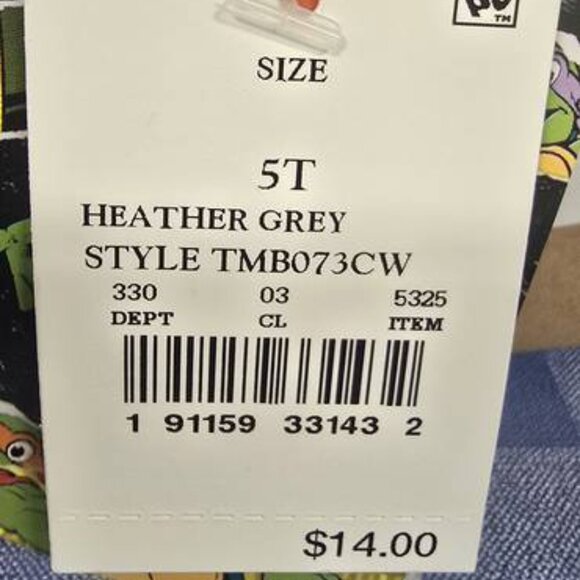 SIZE
5T
HEATHER GREY
STYLE TMB073CW
330 03 5325
DEPT CL ITEM
1 91159 33143 2
$14.00